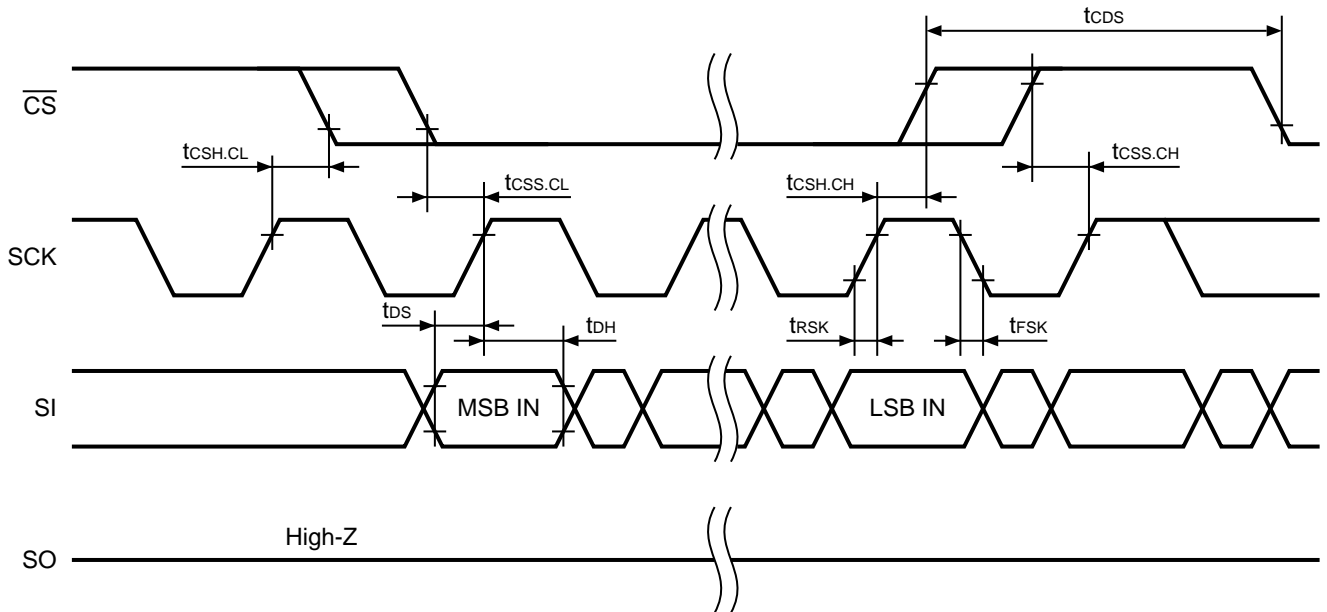 tCDS
CS
tCSH.CL
tCSS.CL
tCSH.CH
tCSS.CH
SCK
tDS
tDH
tRSK
tFSK
SI
MSB IN
LSB IN
High-Z
SO